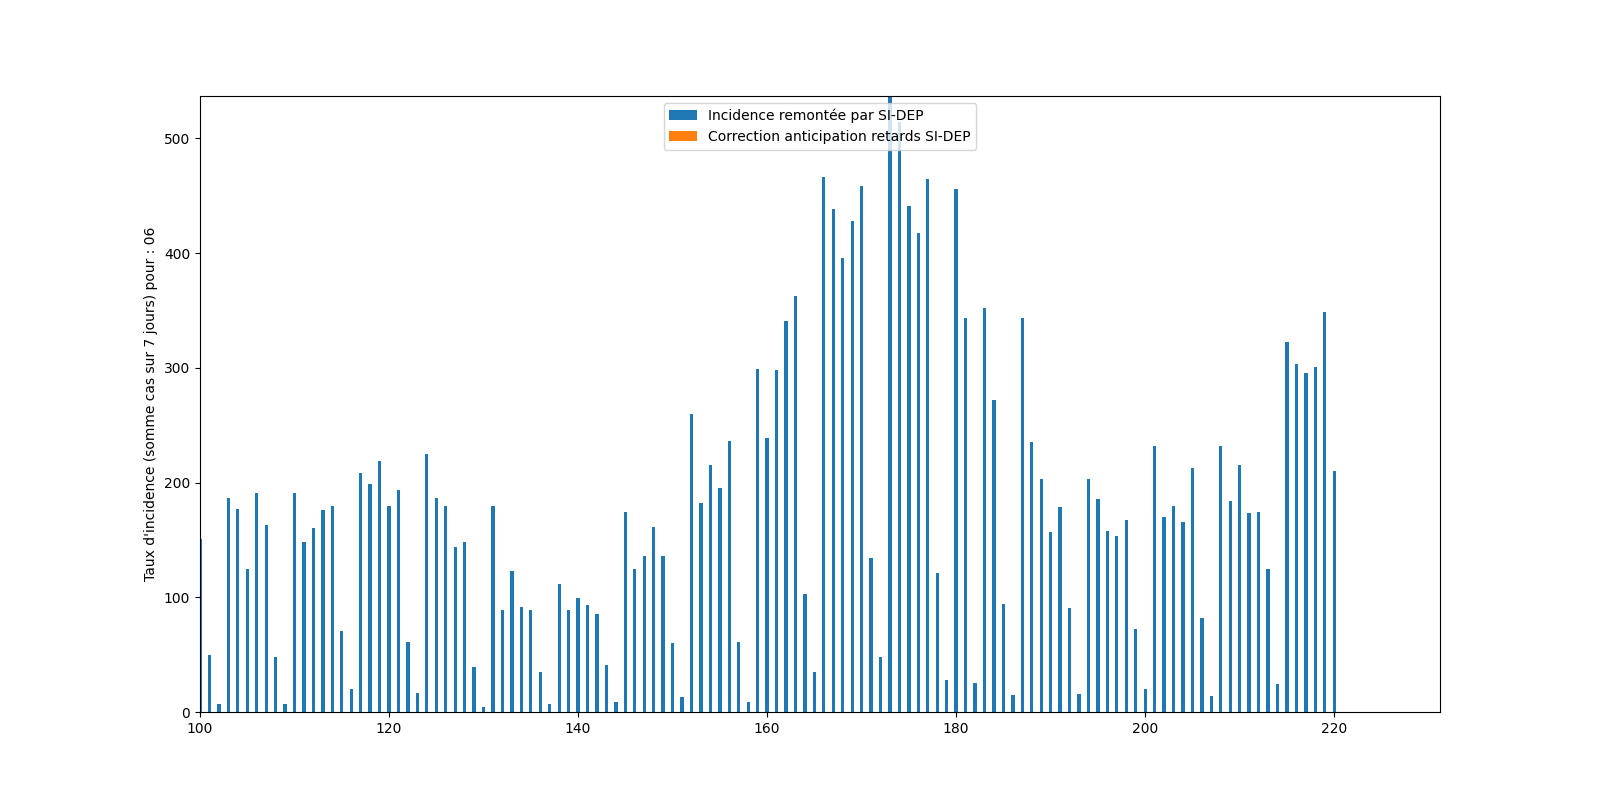 Incidence remontée par SI-DEP
Correction anticipation retards SI-DEP
Taux d'incidence (somme cas sur 7 jours) pour : 06
500
400
300
200
100
0
100 120 140 160 180 200 220